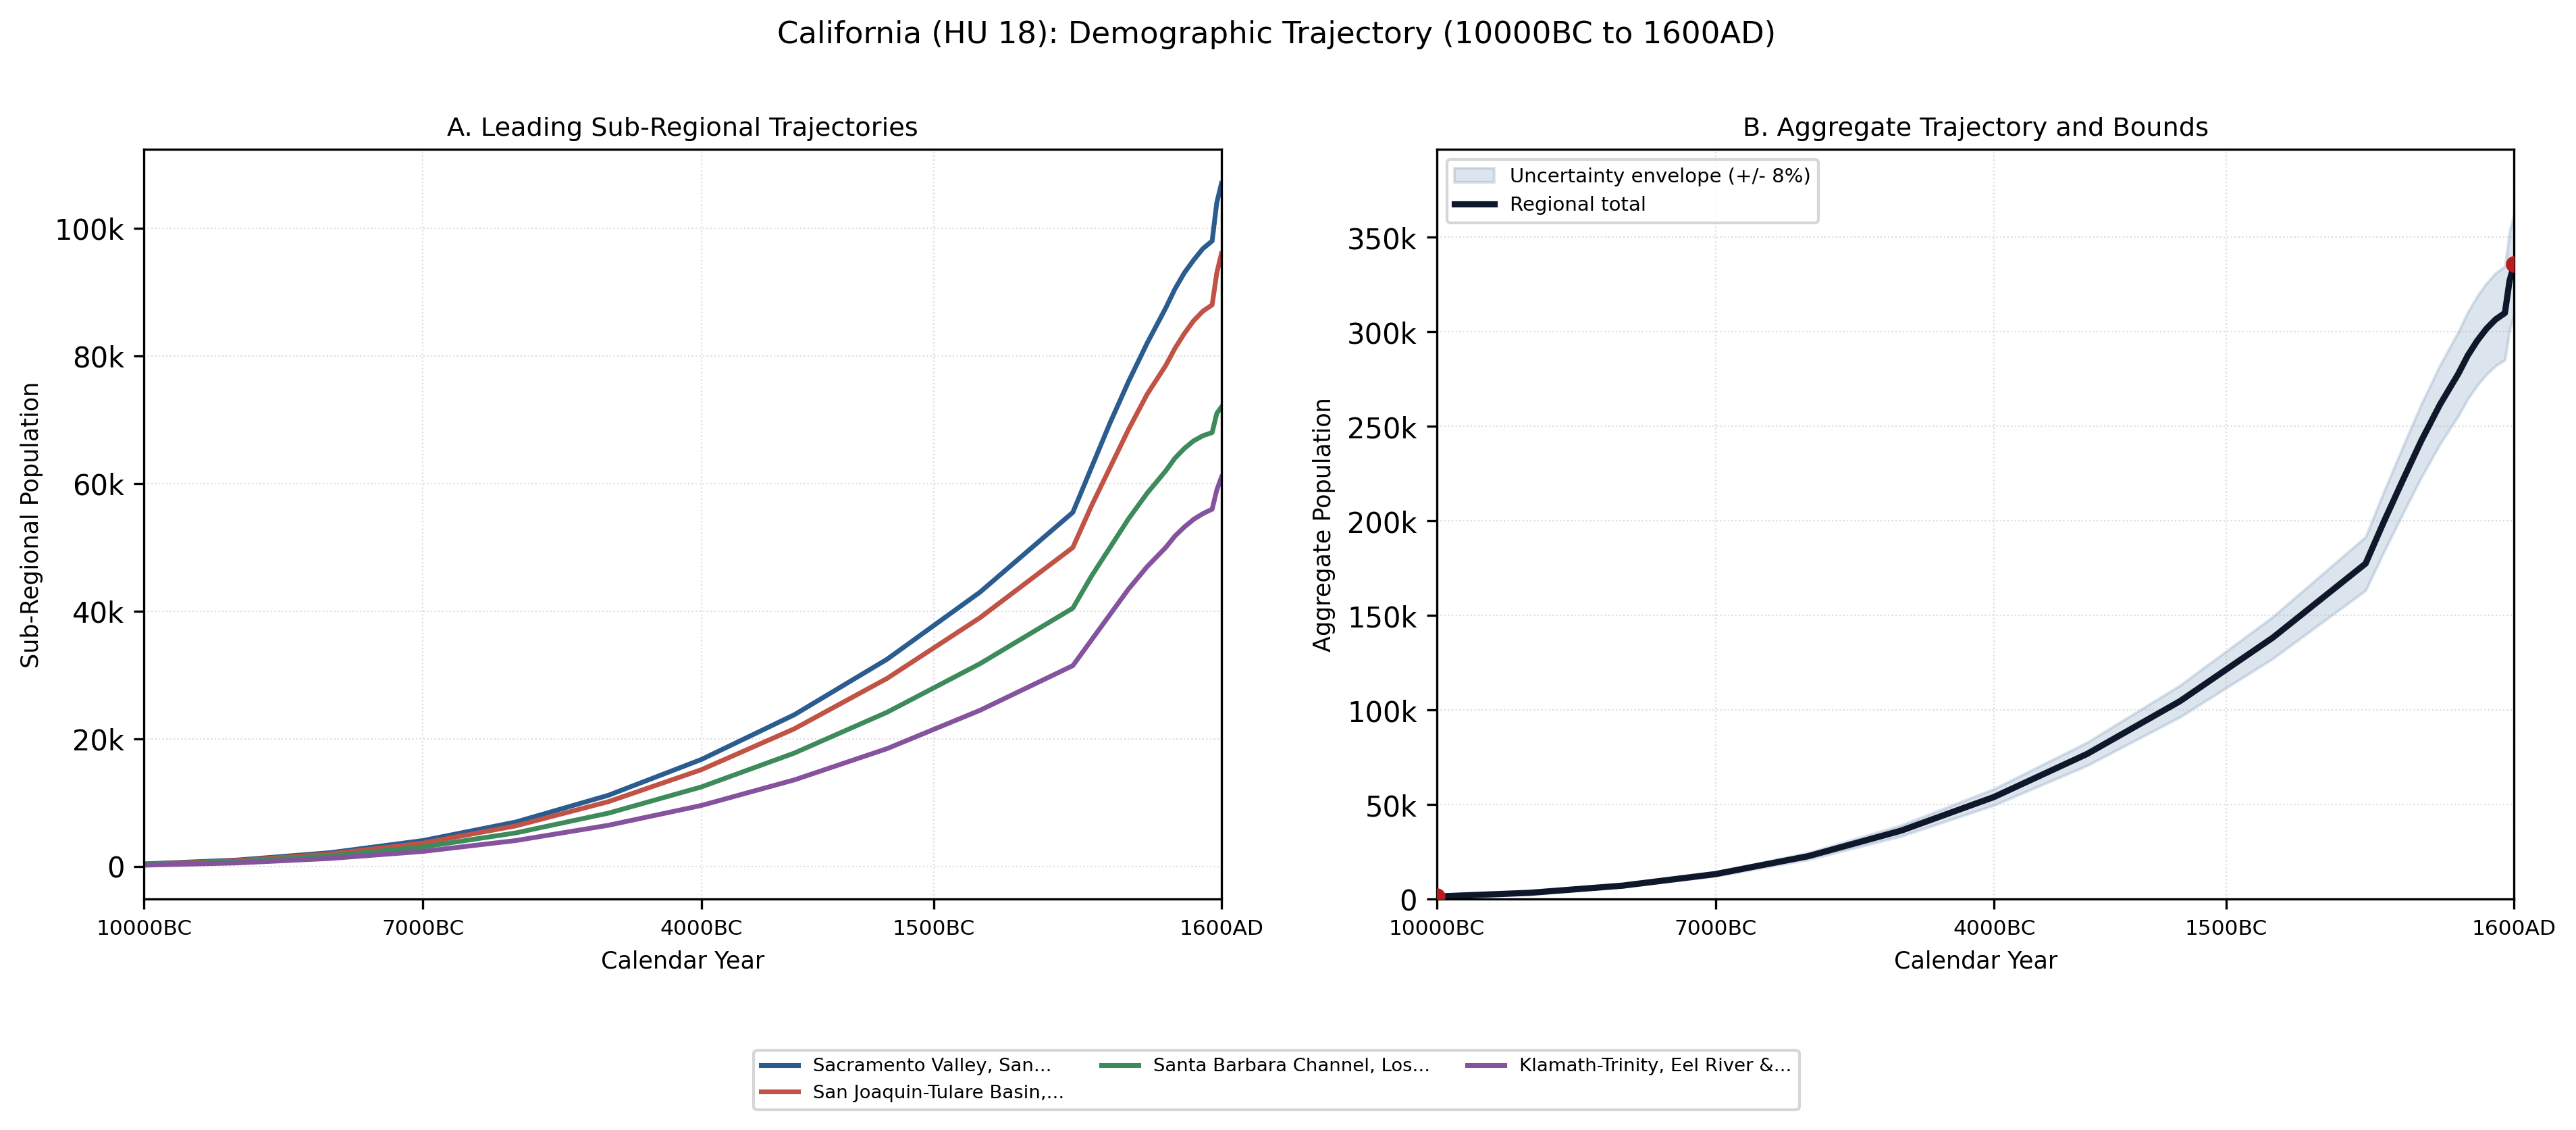 California (HU 18): Demographic Trajectory (10000BC to 1600AD)
A. Leading Sub-Regional Trajectories
Sub-Regional Population
100k
80k
60k
40k
20k
0
10000BC 7000BC 4000BC 1500BC 1600AD
Calendar Year
B. Aggregate Trajectory and Bounds
Uncertainty envelope (+/- 8%)
Regional total
Aggregate Population
350k
300k
250k
200k
150k
100k
50k
0
10000BC 7000BC 4000BC 1500BC 1600AD
Calendar Year
Sacramento Valley, San...
San Joaquin-Tulare Basin,...
Santa Barbara Channel, Los...
Klamath-Trinity, Eel River &...